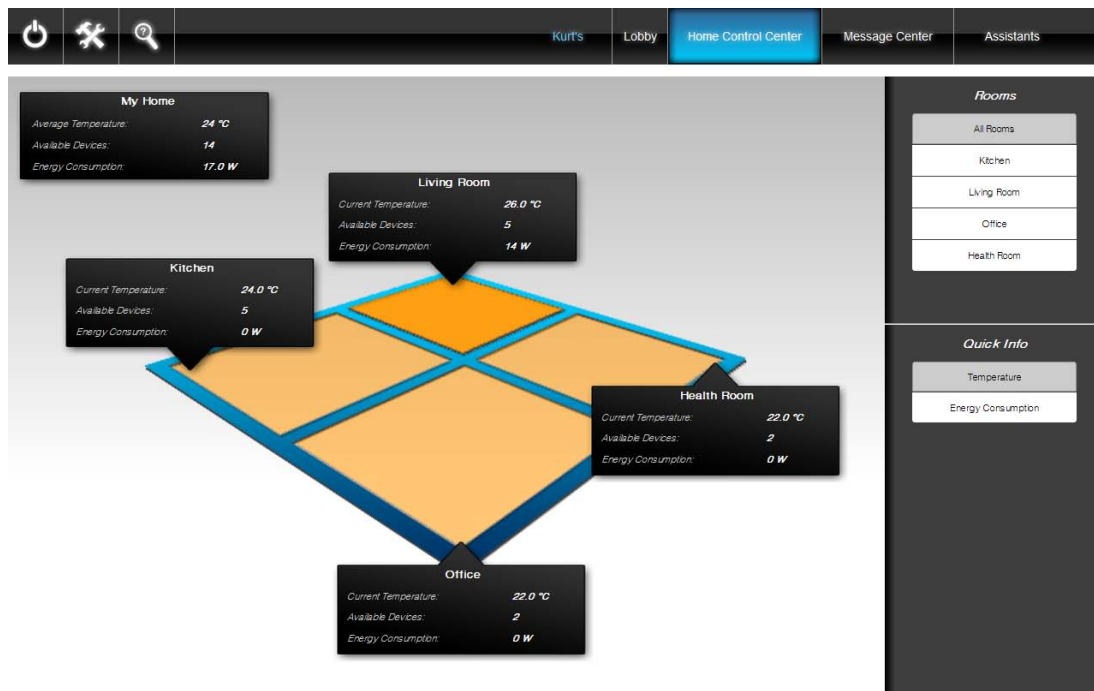 Kurt's
Lobby
Home Control Center
Message Center
Assistants
My Home
Average Temperature: 24 °C
Available Devices: 14
Energy Consumption: 17.0 W
Living Room
Current Temperature: 26.0 °C
Available Devices: 5
Energy Consumption: 14 W
Kitchen
Current Temperature: 24.0 °C
Available Devices: 5
Energy Consumption: 0 W
Health Room
Current Temperature: 22.0 °C
Available Devices: 2
Energy Consumption: 0 W
Office
Current Temperature: 22.0 °C
Available Devices: 2
Energy Consumption: 0 W
Rooms
All Rooms
Kitchen
Living Room
Office
Health Room
Quick Info
Temperature
Energy Consumption